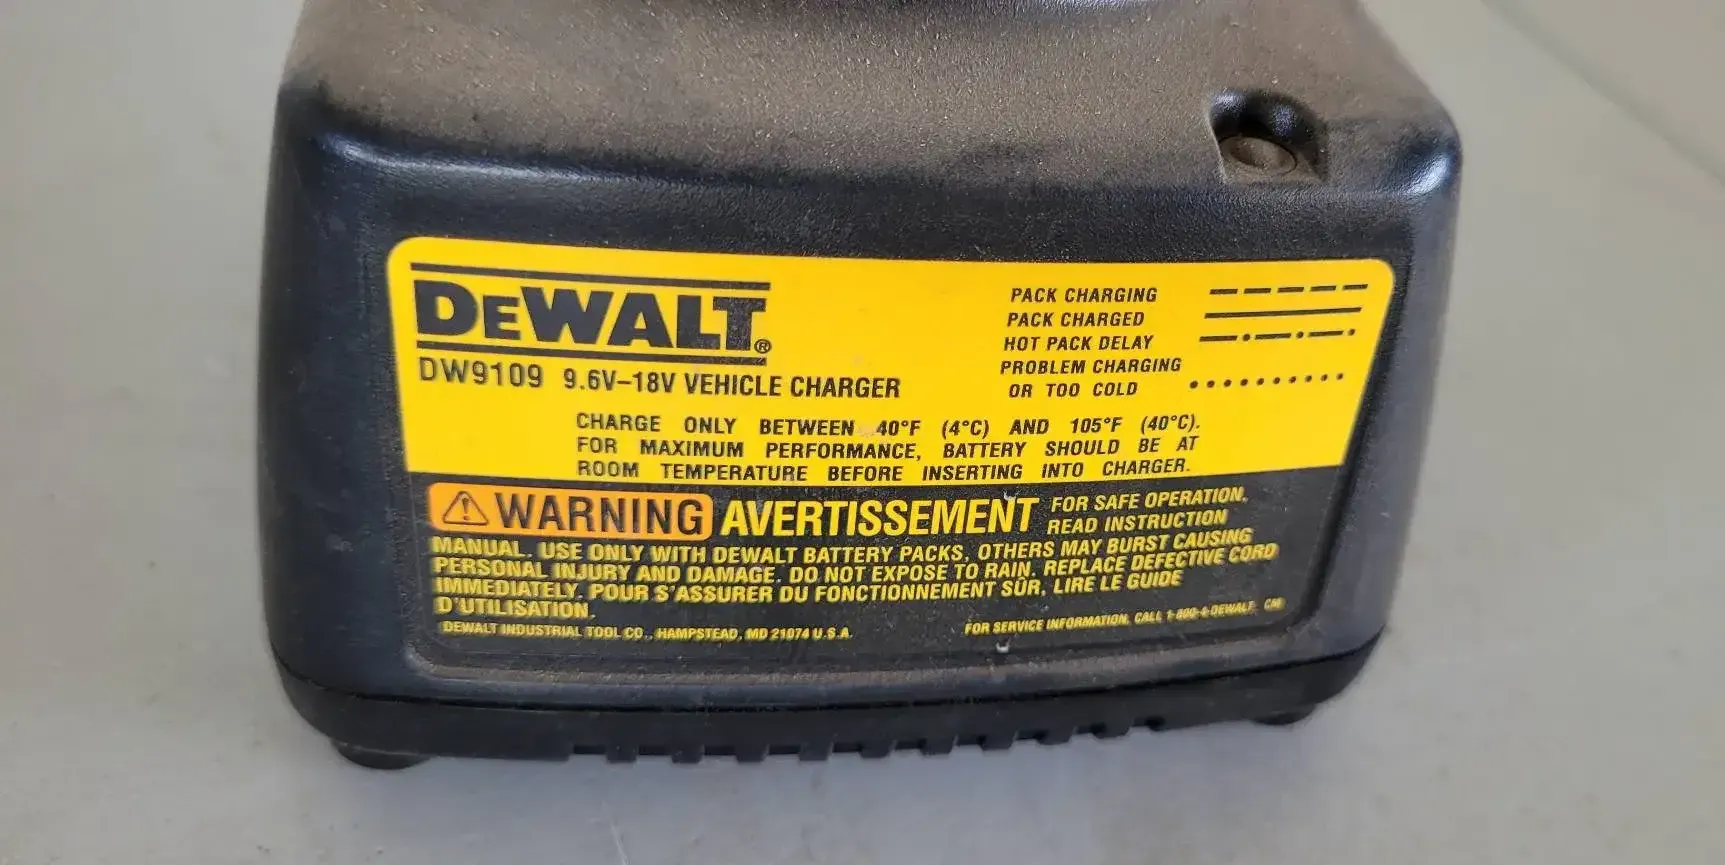 DEWALT®
DW9109 9.6V–18V VEHICLE CHARGER
PACK CHARGING
PACK CHARGED
HOT PACK DELAY
PROBLEM CHARGING
OR TOO COLD
CHARGE ONLY BETWEEN 40°F (4°C) AND 105°F (40°C).
FOR MAXIMUM PERFORMANCE, BATTERY SHOULD BE AT
ROOM TEMPERATURE BEFORE INSERTING INTO CHARGER.
WARNING AVERTISSEMENT FOR SAFE OPERATION,
READ INSTRUCTION
MANUAL. USE ONLY WITH DEWALT BATTERY PACKS, OTHERS MAY BURST CAUSING
PERSONAL INJURY AND DAMAGE. DO NOT EXPOSE TO RAIN. REPLACE DEFECTIVE CORD
IMMEDIATELY. POUR S'ASSURER DU FONCTIONNEMENT SÛR, LIRE LE GUIDE
D'UTILISATION.
DEWALT INDUSTRIAL TOOL CO., HAMPSTEAD, MD 21074 U.S.A.
FOR SERVICE INFORMATION, CALL 1-800-4-DEWALT.